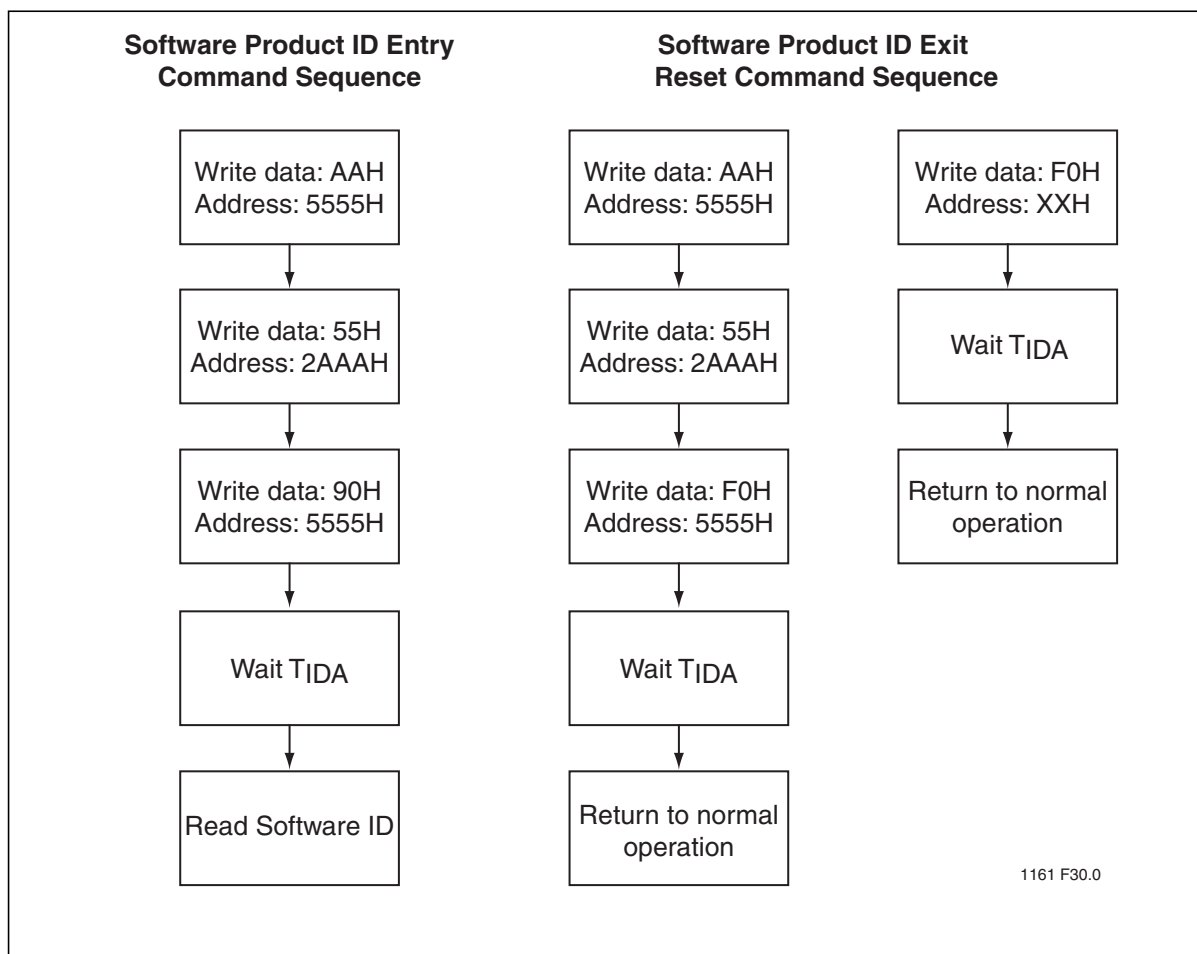 Software Product ID Entry
Command Sequence
Write data: AAH
Address: 5555H
Write data: 55H
Address: 2AAAH
Write data: 90H
Address: 5555H
Wait TIDA
Read Software ID
Software Product ID Exit
Reset Command Sequence
Write data: AAH
Address: 5555H
Write data: 55H
Address: 2AAAH
Write data: F0H
Address: 5555H
Wait TIDA
Return to normal
operation
Write data: F0H
Address: XXH
Wait TIDA
Return to normal
operation
1161 F30.0